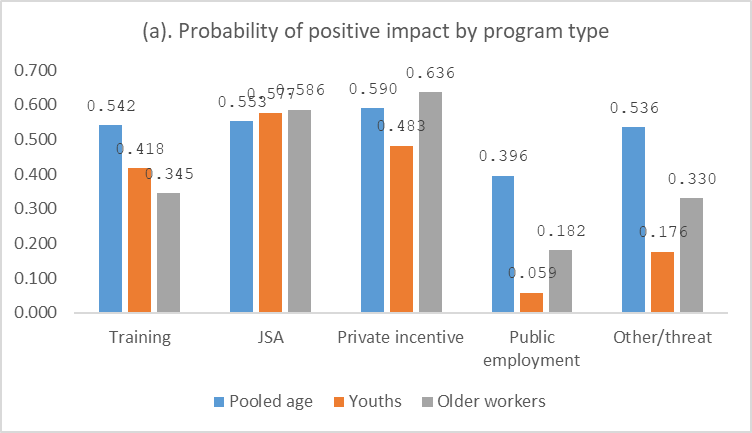 (a). Probability of positive impact by program type
0.700
0.600
0.500
0.400
0.300
0.200
0.100
0.000
0.542
0.418
0.345
0.553
0.577
0.586
0.590
0.483
0.636
0.396
0.059
0.182
0.536
0.176
0.330
Training
JSA
Private incentive
Public
employment
Other/threat
Pooled age
Youths
Older workers